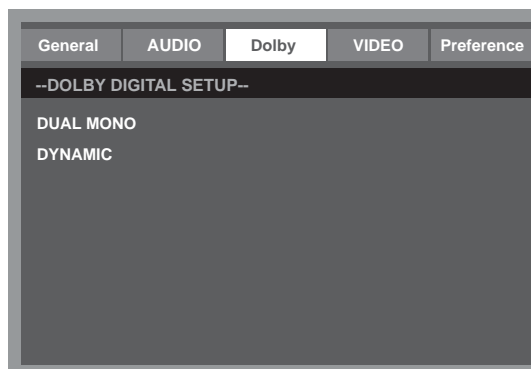 General AUDIO Dolby VIDEO Preference
--DOLBY DIGITAL SETUP--
DUAL MONO
DYNAMIC